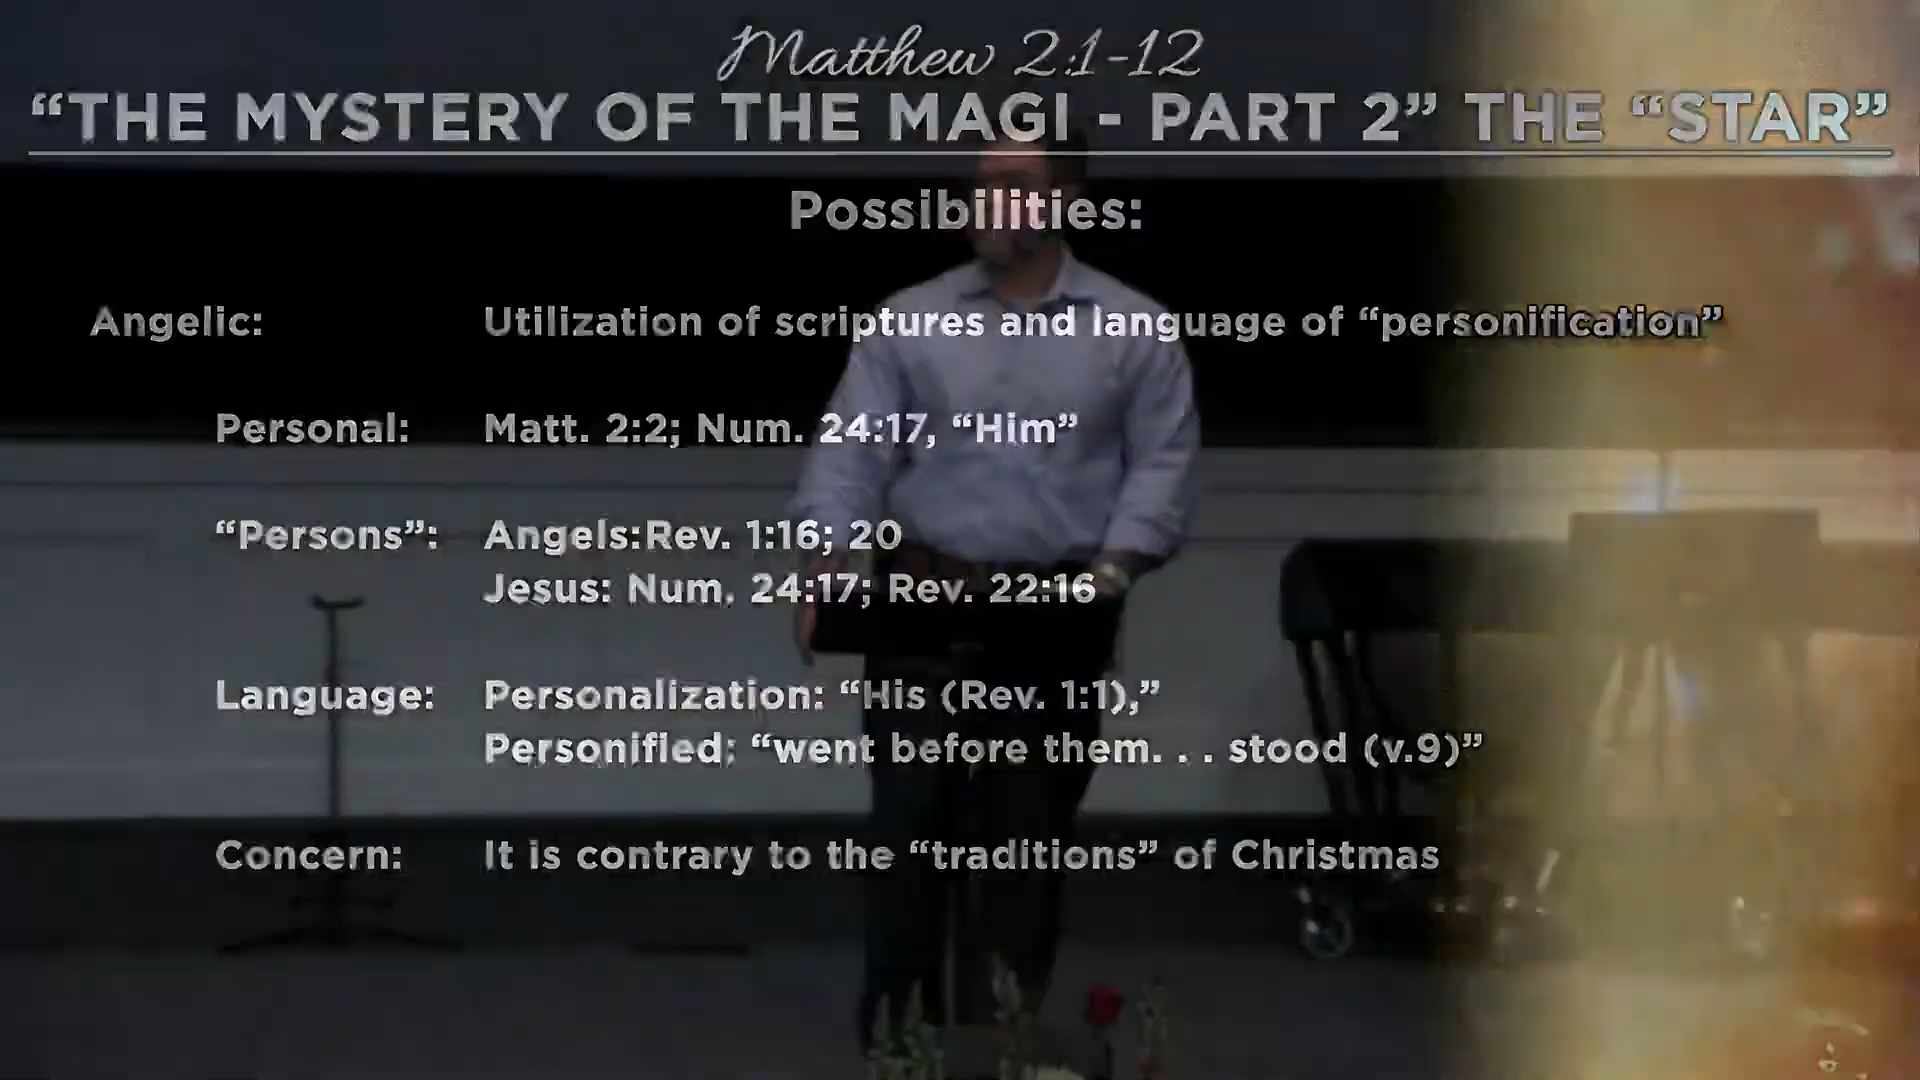 Matthew 2:1-12
“THE MYSTERY OF THE MAGI - PART 2” THE “STAR”
Possibilities:
Angelic: Utilization of scriptures and language of “personification”
Personal: Matt. 2:2; Num. 24:17, “Him”
“Persons”: Angels:Rev. 1:16; 20
Jesus: Num. 24:17; Rev. 22:16
Language: Personalization: “His (Rev. 1:1),”
Personified: “went before them. . . stood (v.9)”
Concern: It is contrary to the “traditions” of Christmas